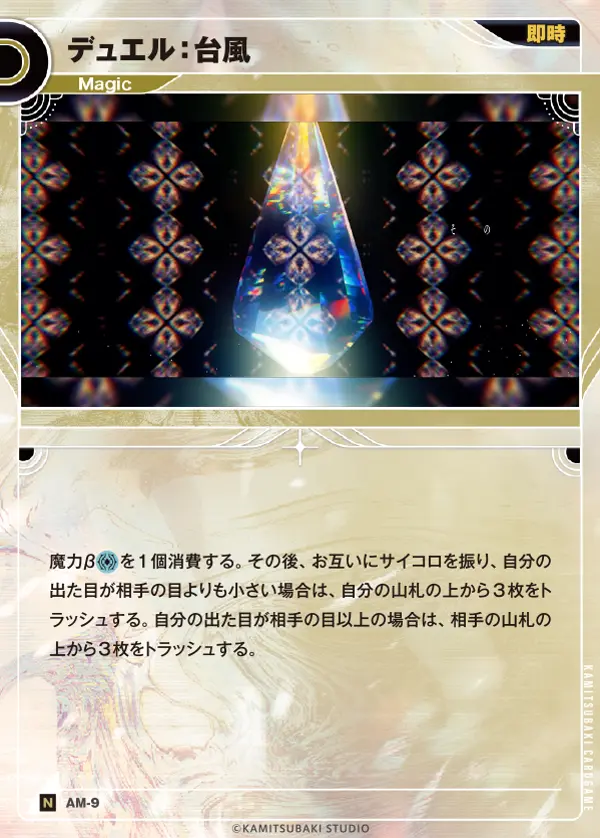 デュエル：台風
即時
Magic
その
魔力βを１個消費する。その後、お互いにサイコロを振り、自分の
出た目が相手の目よりも小さい場合は、自分の山札の上から３枚をト
ラッシュする。自分の出た目が相手の目以上の場合は、相手の山札の
上から３枚をトラッシュする。
KAMITSUBAKI CARDGAME
N AM-9
©KAMITSUBAKI STUDIO